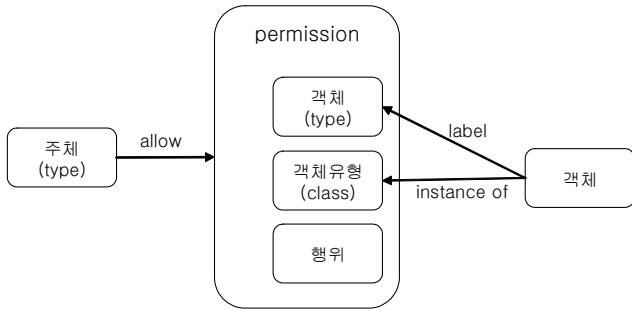 permission
객체
(type)
label
주체
(type)
allow
객체유형
(class)
instance of
객체
행위